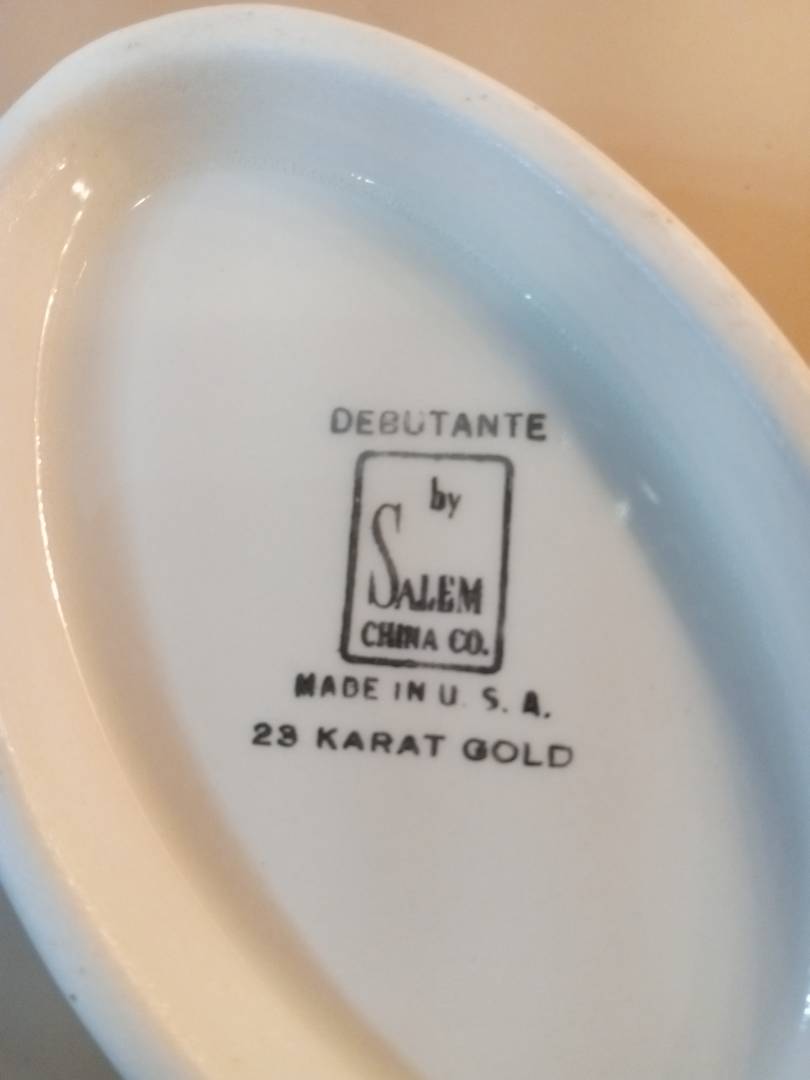 DEBUTANTE
by
SALEM
CHINA CO.
MADE IN U. S. A.
23 KARAT GOLD